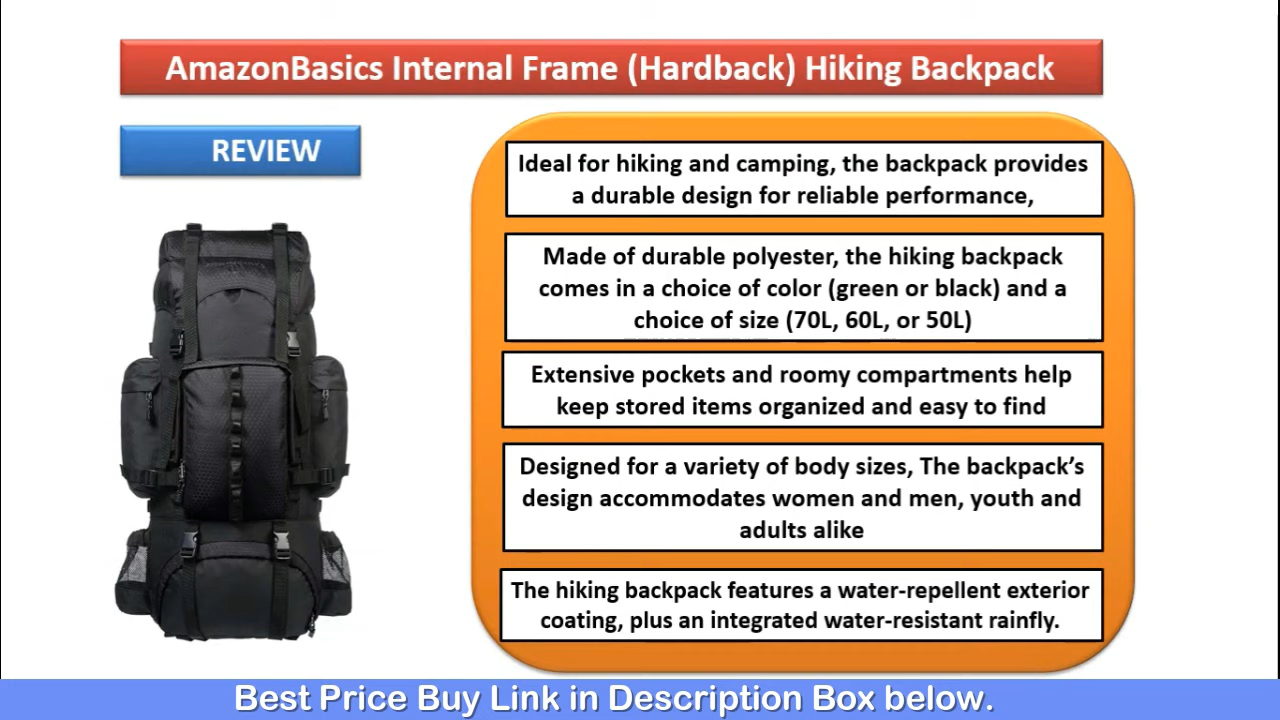 AmazonBasics Internal Frame (Hardback) Hiking Backpack
REVIEW
Ideal for hiking and camping, the backpack provides
a durable design for reliable performance,
Made of durable polyester, the hiking backpack
comes in a choice of color (green or black) and a
choice of size (70L, 60L, or 50L)
Extensive pockets and roomy compartments help
keep stored items organized and easy to find
Designed for a variety of body sizes, The backpack’s
design accommodates women and men, youth and
adults alike
The hiking backpack features a water-repellent exterior
coating, plus an integrated water-resistant rainfly.
Best Price Buy Link in Description Box below.